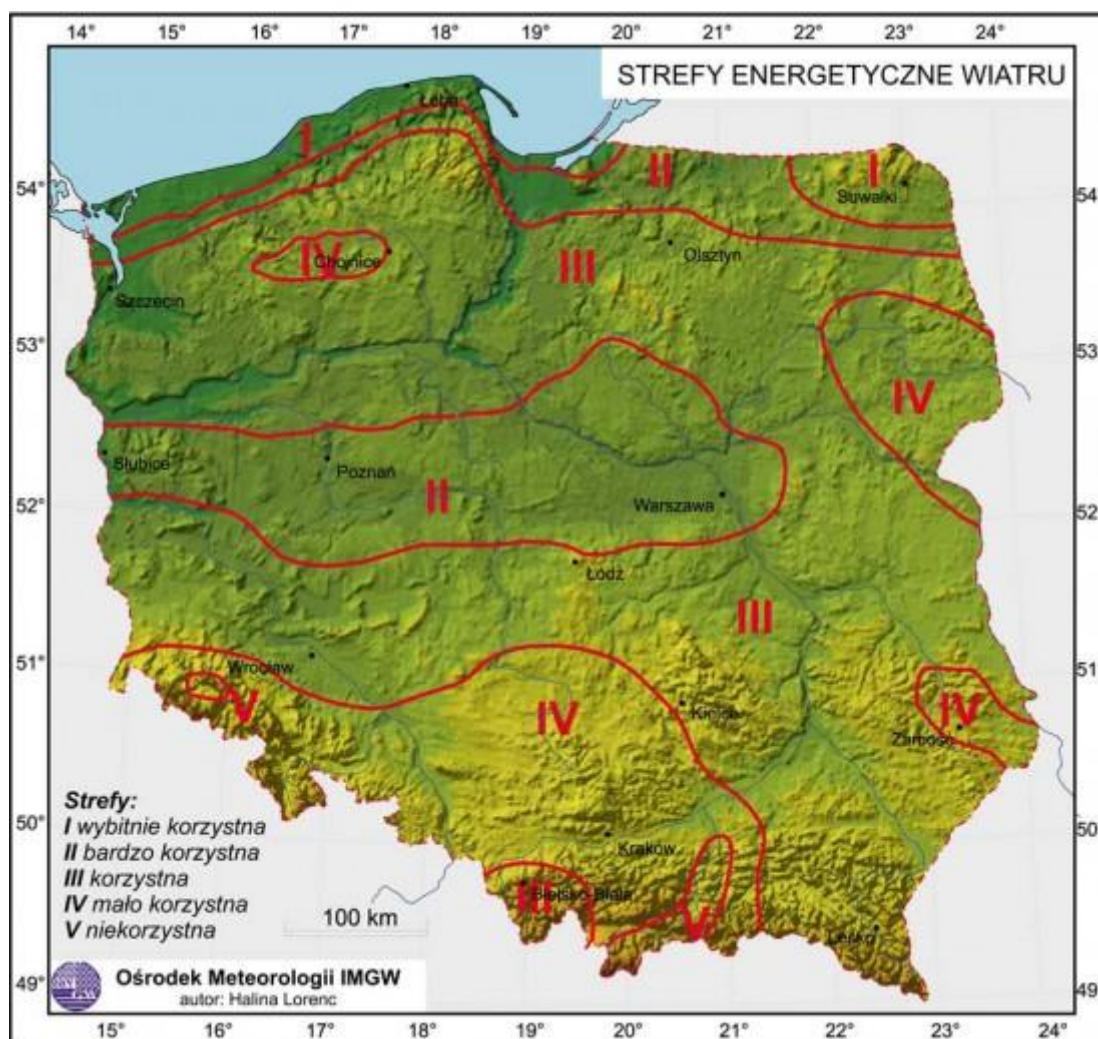 14° 15° 16° 17° 18° 19° 20° 21° 22° 23° 24°
STREFY ENERGETYCZNE WIATRU
Łeba
I
II
I
54° 54°
Suwałki
IV
Chojnice
III
Olsztyn
Szczecin
53° 53°
IV
Słubice
Poznań
II
Warszawa
52° 52°
Łódź
III
51° 51°
Wrocław
V
IV
Kielce
IV
Zamość
Strefy:
I wybitnie korzystna
II bardzo korzystna
III korzystna
IV mało korzystna
V niekorzystna
50° 50°
Kraków
III
Bielsko-Biała
V
Lesko
100 km
49° 49°
IMGW
Ośrodek Meteorologii IMGW
autor: Halina Lorenc
15° 16° 17° 18° 19° 20° 21° 22° 23° 24°